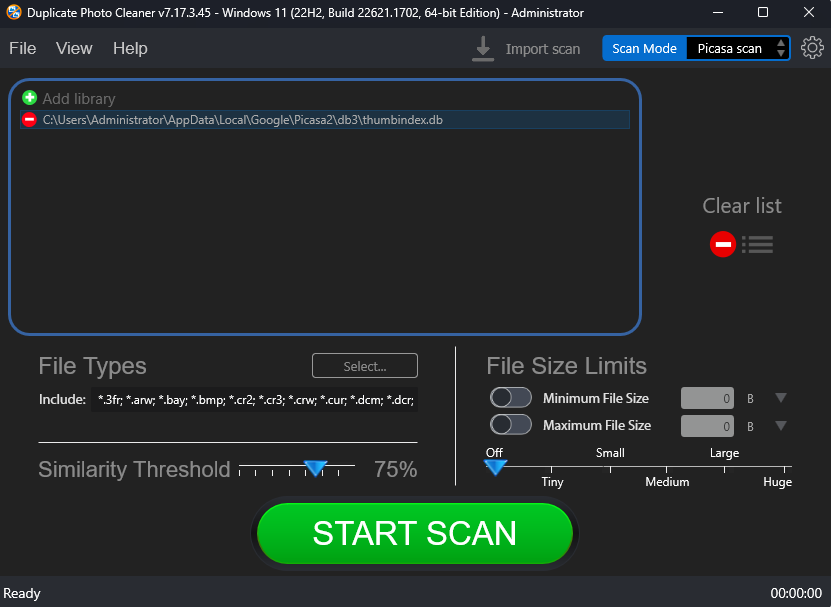 Duplicate Photo Cleaner v7.17.3.45 - Windows 11 (22H2, Build 22621.1702, 64-bit Edition) - Administrator
File View Help Import scan Scan Mode Picasa scan
Add library
C:\Users\Administrator\AppData\Local\Google\Picasa2\db3\thumbindex.db
Clear list
File Types Select...
Include: *.3fr; *.arw; *.bay; *.bmp; *.cr2; *.cr3; *.crw; *.cur; *.dcm; *.dcr;
Similarity Threshold 75%
File Size Limits
Minimum File Size 0 B
Maximum File Size 0 B
Off Small Large
Tiny Medium Huge
START SCAN
Ready 00:00:00